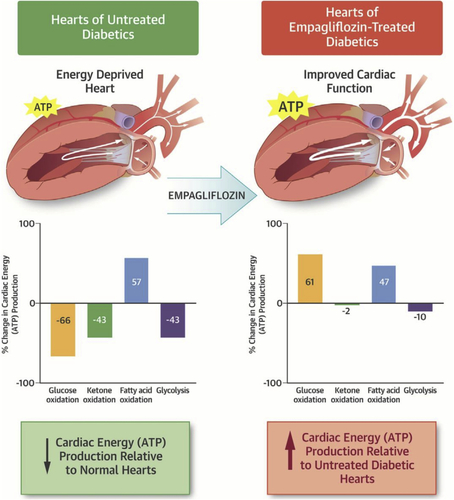 Hearts of Untreated
Diabetics
Energy Deprived
Heart
ATP
EMPAGLIFLOZIN
% Change in Cardiac Energy
(ATP) Production
100
0
-100
-66
-43
57
-43
Glucose
oxidation
Ketone
oxidation
Fatty acid
oxidation
Glycolysis
Cardiac Energy (ATP)
Production Relative
to Normal Hearts
Hearts of
Empagliflozin-Treated
Diabetics
Improved Cardiac
Function
ATP
% Change in Cardiac Energy
(ATP) Production
100
0
-100
61
-2
47
-10
Glucose
oxidation
Ketone
oxidation
Fatty acid
oxidation
Glycolysis
Cardiac Energy (ATP)
Production Relative
to Untreated Diabetic
Hearts